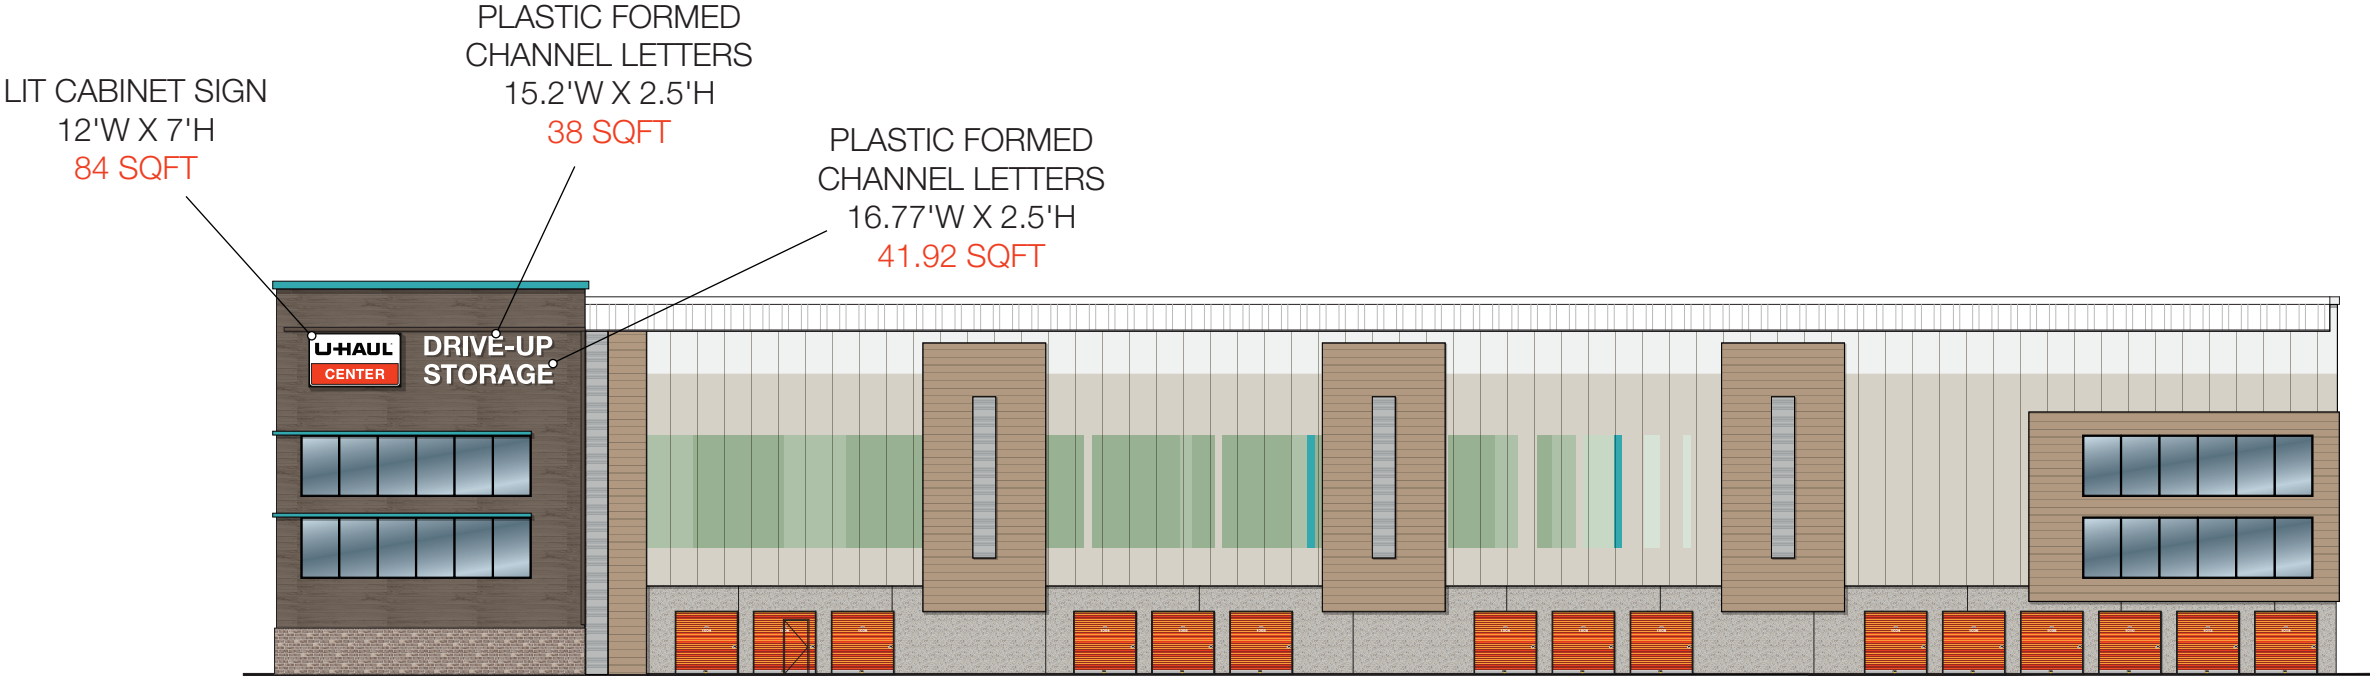 PLASTIC FORMED
CHANNEL LETTERS
15.2'W X 2.5'H
38 SQFT
LIT CABINET SIGN
12'W X 7'H
84 SQFT
PLASTIC FORMED
CHANNEL LETTERS
16.77'W X 2.5'H
41.92 SQFT
U-HAUL
CENTER
DRIVE-UP
STORAGE